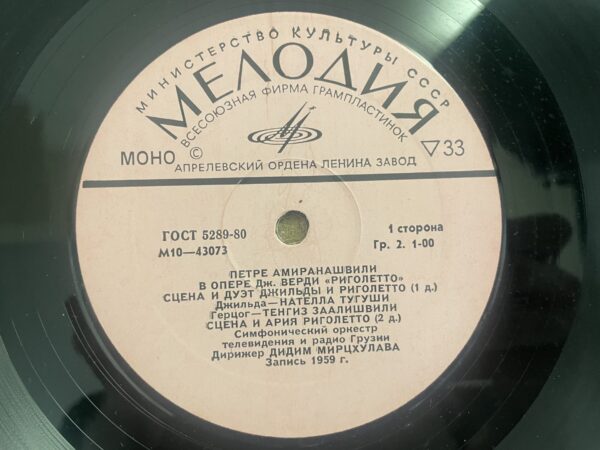 МИНИСТЕРСТВО КУЛЬТУРЫ СССР
МЕЛОДИЯ
ВСЕСОЮЗНАЯ ФИРМА ГРАМПЛАСТИНОК
МОНО ©
▽33
АПРЕЛЕВСКИЙ ОРДЕНА ЛЕНИНА ЗАВОД
ГОСТ 5289-80
1 сторона
М10—43073
Гр. 2. 1-00
ПЕТРЕ АМИРАНАШВИЛИ
В ОПЕРЕ Дж. ВЕРДИ «РИГОЛЕТТО»
СЦЕНА И ДУЭТ ДЖИЛЬДЫ И РИГОЛЕТТО (1 д.)
Джильда—НАТЕЛЛА ТУГУШИ
Герцог—ТЕНГИЗ ЗААЛИШВИЛИ
СЦЕНА И АРИЯ РИГОЛЕТТО (2 д.)
Симфонический оркестр
телевидения и радио Грузии
Дирижер ДИДИМ МИРЦХУЛАВА
Запись 1959 г.